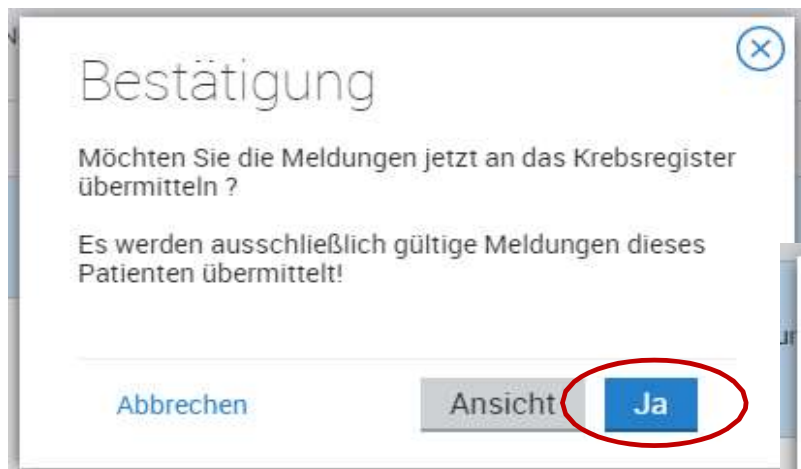 Bestätigung
Möchten Sie die Meldungen jetzt an das Krebsregister
übermitteln ?
Es werden ausschließlich gültige Meldungen dieses
Patienten übermittelt!
Abbrechen
Ansicht
Ja